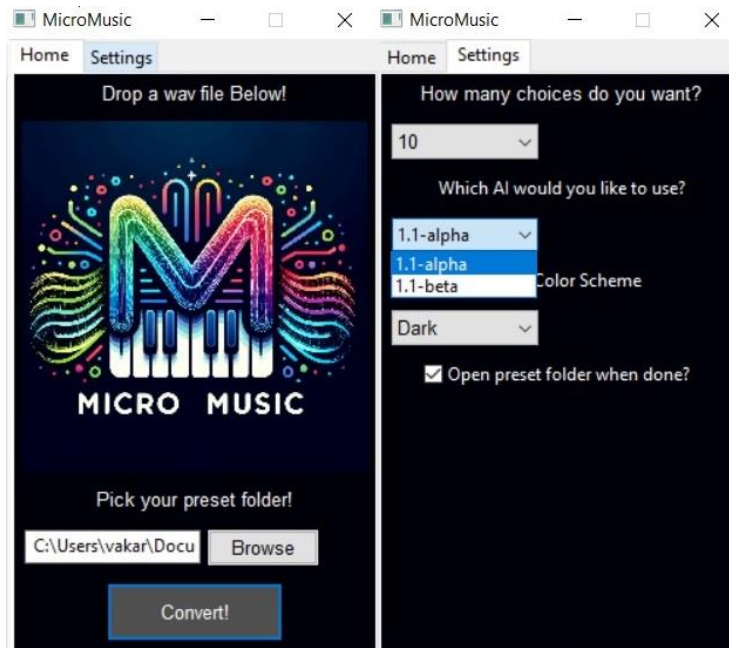 MicroMusic
Home Settings
Drop a wav file Below!
M
MICRO MUSIC
Pick your preset folder!
C:\Users\vakar\Docu Browse
Convert!
MicroMusic
Home Settings
How many choices do you want?
10
Which AI would you like to use?
1.1-alpha
1.1-alpha
1.1-beta
Color Scheme
Dark
Open preset folder when done?